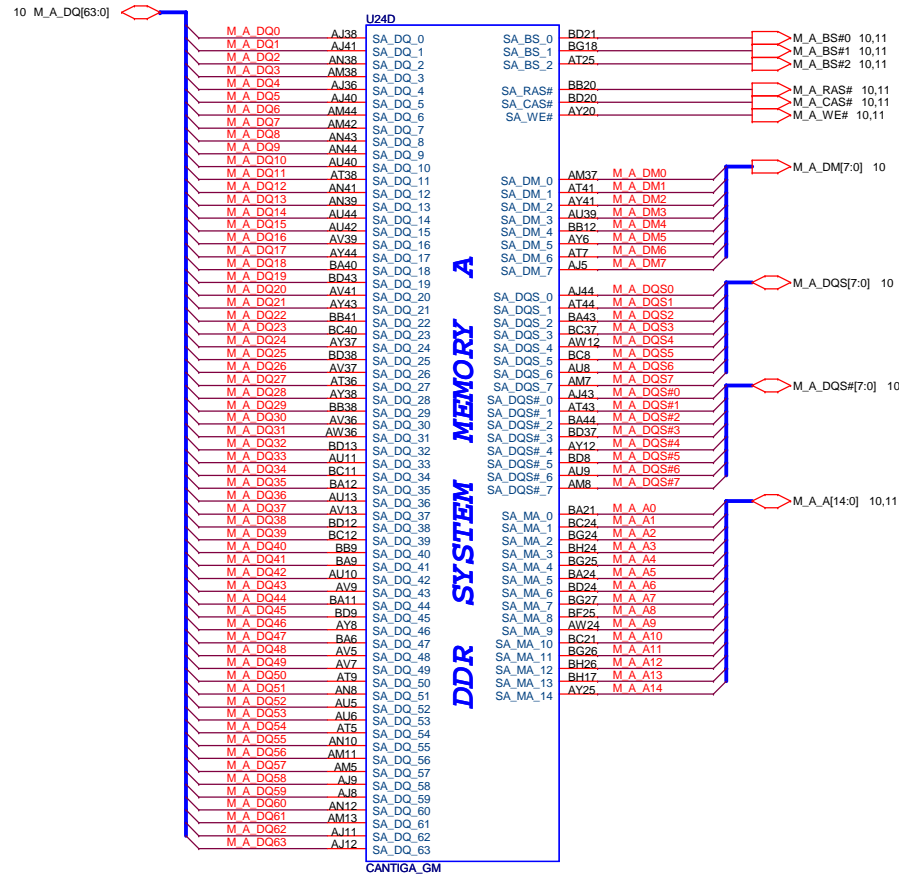 10 M_A_DQ[63:0]
U24D
M_A_DQ0 AJ38 SA_DQ_0
M_A_DQ1 AJ41 SA_DQ_1
M_A_DQ2 AN38 SA_DQ_2
M_A_DQ3 AM38 SA_DQ_3
M_A_DQ4 AJ36 SA_DQ_4
M_A_DQ5 AJ40 SA_DQ_5
M_A_DQ6 AM44 SA_DQ_6
M_A_DQ7 AM42 SA_DQ_7
M_A_DQ8 AN43 SA_DQ_8
M_A_DQ9 AN44 SA_DQ_9
M_A_DQ10 AU40 SA_DQ_10
M_A_DQ11 AT38 SA_DQ_11
M_A_DQ12 AN41 SA_DQ_12
M_A_DQ13 AN39 SA_DQ_13
M_A_DQ14 AU44 SA_DQ_14
M_A_DQ15 AU42 SA_DQ_15
M_A_DQ16 AV39 SA_DQ_16
M_A_DQ17 AY44 SA_DQ_17
M_A_DQ18 BA40 SA_DQ_18
M_A_DQ19 BD43 SA_DQ_19
M_A_DQ20 AV41 SA_DQ_20
M_A_DQ21 AY43 SA_DQ_21
M_A_DQ22 BB41 SA_DQ_22
M_A_DQ23 BC40 SA_DQ_23
M_A_DQ24 AY37 SA_DQ_24
M_A_DQ25 BD38 SA_DQ_25
M_A_DQ26 AV37 SA_DQ_26
M_A_DQ27 AT36 SA_DQ_27
M_A_DQ28 AY38 SA_DQ_28
M_A_DQ29 BB38 SA_DQ_29
M_A_DQ30 AV36 SA_DQ_30
M_A_DQ31 AW36 SA_DQ_31
M_A_DQ32 BD13 SA_DQ_32
M_A_DQ33 AU11 SA_DQ_33
M_A_DQ34 BC11 SA_DQ_34
M_A_DQ35 BA12 SA_DQ_35
M_A_DQ36 AU13 SA_DQ_36
M_A_DQ37 AV13 SA_DQ_37
M_A_DQ38 BD12 SA_DQ_38
M_A_DQ39 BC12 SA_DQ_39
M_A_DQ40 BB9 SA_DQ_40
M_A_DQ41 BA9 SA_DQ_41
M_A_DQ42 AU10 SA_DQ_42
M_A_DQ43 AV9 SA_DQ_43
M_A_DQ44 BA11 SA_DQ_44
M_A_DQ45 BD9 SA_DQ_45
M_A_DQ46 AY8 SA_DQ_46
M_A_DQ47 BA6 SA_DQ_47
M_A_DQ48 AV5 SA_DQ_48
M_A_DQ49 AV7 SA_DQ_49
M_A_DQ50 AT9 SA_DQ_50
M_A_DQ51 AN8 SA_DQ_51
M_A_DQ52 AU5 SA_DQ_52
M_A_DQ53 AU6 SA_DQ_53
M_A_DQ54 AT5 SA_DQ_54
M_A_DQ55 AN10 SA_DQ_55
M_A_DQ56 AM11 SA_DQ_56
M_A_DQ57 AM5 SA_DQ_57
M_A_DQ58 AJ9 SA_DQ_58
M_A_DQ59 AJ8 SA_DQ_59
M_A_DQ60 AN12 SA_DQ_60
M_A_DQ61 AM13 SA_DQ_61
M_A_DQ62 AJ11 SA_DQ_62
M_A_DQ63 AJ12 SA_DQ_63
DDR SYSTEM MEMORY A
SA_BS_0 BD21 M_A_BS#0 10,11
SA_BS_1 BG18 M_A_BS#1 10,11
SA_BS_2 AT25 M_A_BS#2 10,11
SA_RAS# BB20 M_A_RAS# 10,11
SA_CAS# BD20 M_A_CAS# 10,11
SA_WE# AY20 M_A_WE# 10,11
M_A_DM[7:0] 10
SA_DM_0 AM37 M_A_DM0
SA_DM_1 AT41 M_A_DM1
SA_DM_2 AY41 M_A_DM2
SA_DM_3 AU39 M_A_DM3
SA_DM_4 BB12 M_A_DM4
SA_DM_5 AY6 M_A_DM5
SA_DM_6 AT7 M_A_DM6
SA_DM_7 AJ5 M_A_DM7
M_A_DQS[7:0] 10
SA_DQS_0 AJ44 M_A_DQS0
SA_DQS_1 AT44 M_A_DQS1
SA_DQS_2 BA43 M_A_DQS2
SA_DQS_3 BC37 M_A_DQS3
SA_DQS_4 AW12 M_A_DQS4
SA_DQS_5 BC8 M_A_DQS5
SA_DQS_6 AU8 M_A_DQS6
SA_DQS_7 AM7 M_A_DQS7
M_A_DQS#[7:0] 10
SA_DQS#_0 AJ43 M_A_DQS#0
SA_DQS#_1 AT43 M_A_DQS#1
SA_DQS#_2 BA44 M_A_DQS#2
SA_DQS#_3 BD37 M_A_DQS#3
SA_DQS#_4 AY12 M_A_DQS#4
SA_DQS#_5 BD8 M_A_DQS#5
SA_DQS#_6 AU9 M_A_DQS#6
SA_DQS#_7 AM8 M_A_DQS#7
M_A_A[14:0] 10,11
SA_MA_0 BA21 M_A_A0
SA_MA_1 BC24 M_A_A1
SA_MA_2 BG24 M_A_A2
SA_MA_3 BH24 M_A_A3
SA_MA_4 BG25 M_A_A4
SA_MA_5 BA24 M_A_A5
SA_MA_6 BD24 M_A_A6
SA_MA_7 BG27 M_A_A7
SA_MA_8 BF25 M_A_A8
SA_MA_9 AW24 M_A_A9
SA_MA_10 BC21 M_A_A10
SA_MA_11 BG26 M_A_A11
SA_MA_12 BH26 M_A_A12
SA_MA_13 BH17 M_A_A13
SA_MA_14 AY25 M_A_A14
CANTIGA_GM